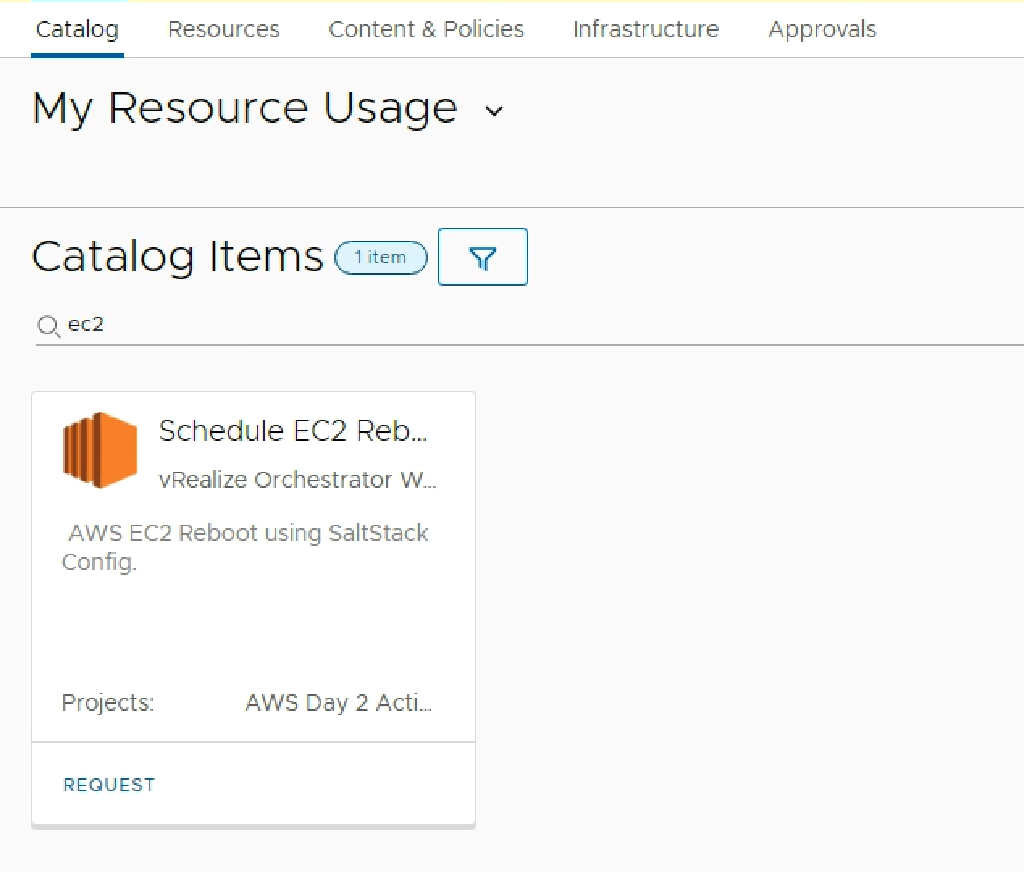 Catalog Resources Content & Policies Infrastructure Approvals
My Resource Usage
Catalog Items 1 item
ec2
Schedule EC2 Reb...
vRealize Orchestrator W...
AWS EC2 Reboot using SaltStack
Config.
Projects: AWS Day 2 Acti...
REQUEST